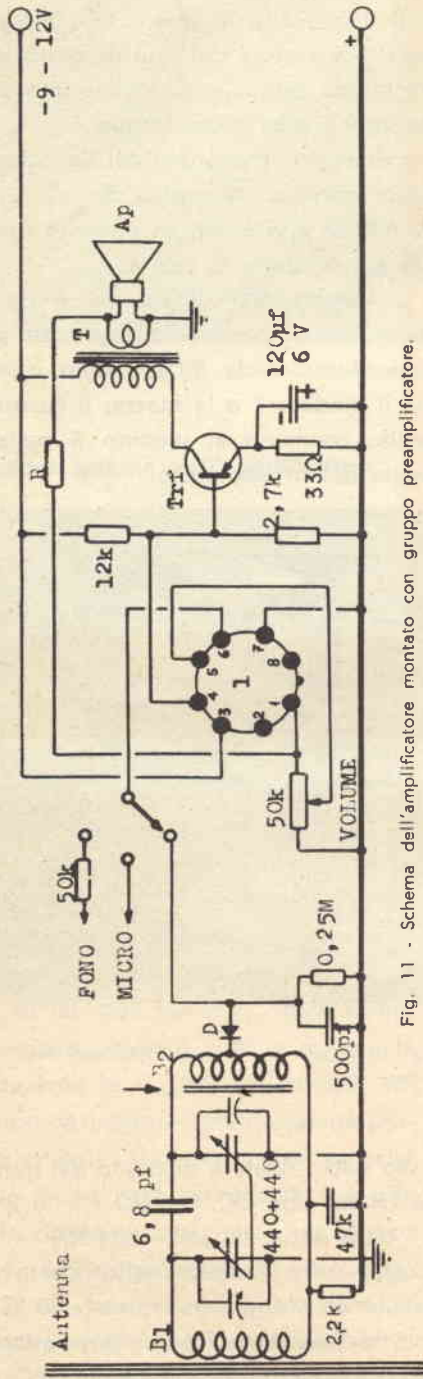 Antenna
B1
2,2k
47k
440+440
6,8 pf
B2
D
500pf
0,25M
FONO
50k
MICRO
50k
VOLUME
1
1
2
3
4
5
6
7
8
12k
2,7k
Tr1
R
T
Ap
33Ω
120µf
6 V
-
+
-9 - 12V
+
Fig. 11 - Schema dell'amplificatore montato con gruppo preamplificatore.